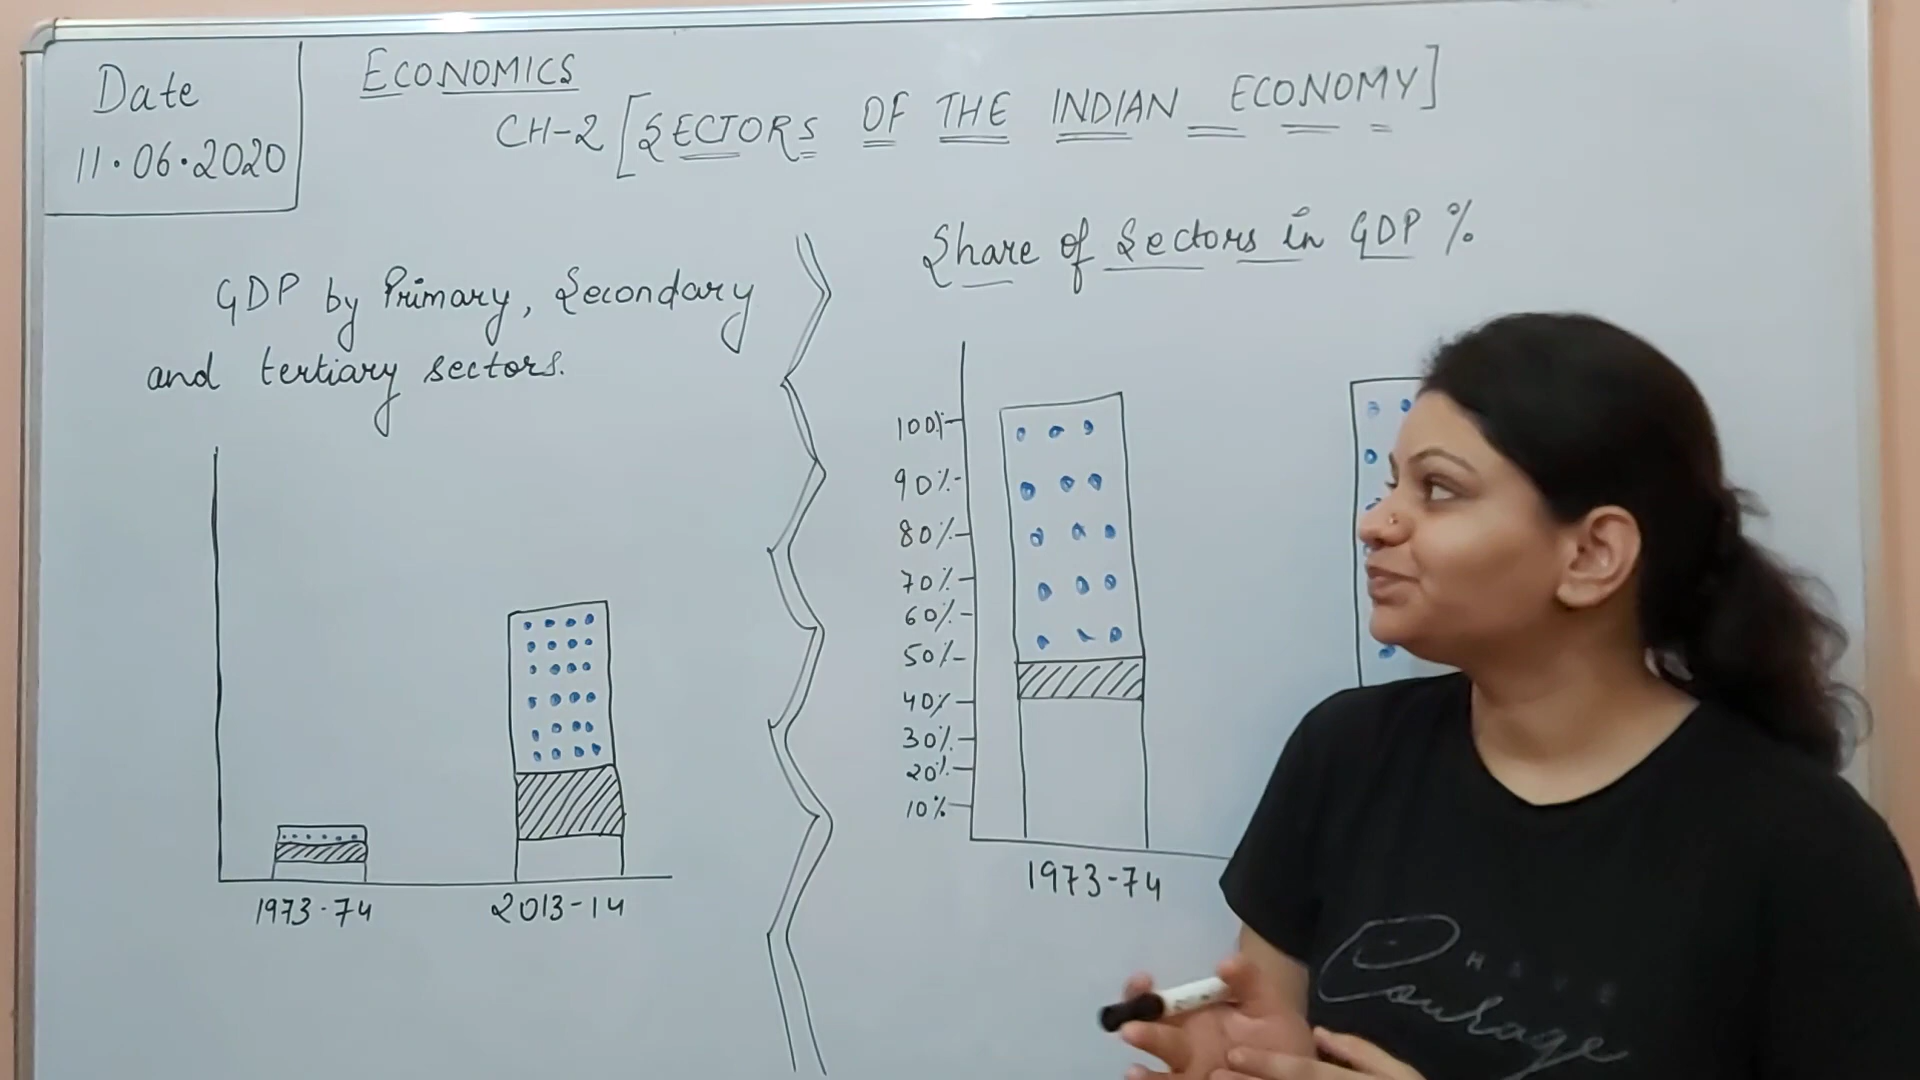 Date
11.06.2020
ECONOMICS
CH-2 [SECTORS OF THE INDIAN ECONOMY]
GDP by Primary, Secondary
and tertiary sectors.
1973-74
2013-14
Share of Sectors in GDP %
100%
90%
80%
70%
60%
50%
40%
30%
20%
10%
1973-74
HAVE
Courage